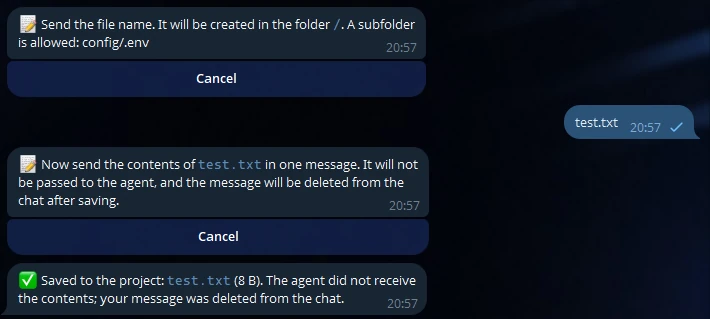 📝 Send the file name. It will be created in the folder /. A subfolder
is allowed: config/.env
20:57
Cancel
test.txt 20:57
📝 Now send the contents of test.txt in one message. It will not
be passed to the agent, and the message will be deleted from the
chat after saving.
20:57
Cancel
✅ Saved to the project: test.txt (8 B). The agent did not receive
the contents; your message was deleted from the chat.
20:57